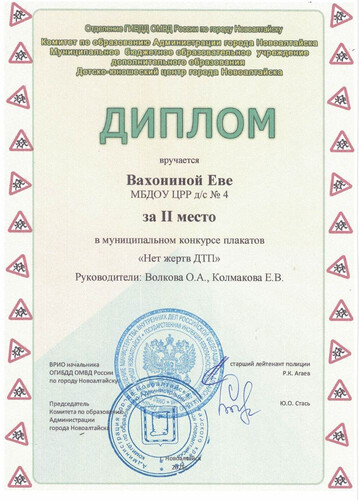 Отделение ГИБДД ОМВД России по городу Новоалтайску
Комитет по образованию Администрации города Новоалтайска
Муниципальное бюджетное образовательное учреждение
дополнительного образования
Детско-юношеский центр города Новоалтайска
ДИПЛОМ
вручается
Вахониной Еве
МБДОУ ЦРР д/с № 4
за II место
в муниципальном конкурсе плакатов
«Нет жертв ДТП»
Руководители: Волкова О.А., Колмакова Е.В.
ВРИО начальника
ОГИБДД ОМВД России
по городу Новоалтайску
старший лейтенант полиции
Р.К. Агаев
Председатель
Комитета по образованию
Администрации
города Новоалтайска
Ю.О. Стась
Новоалтайск